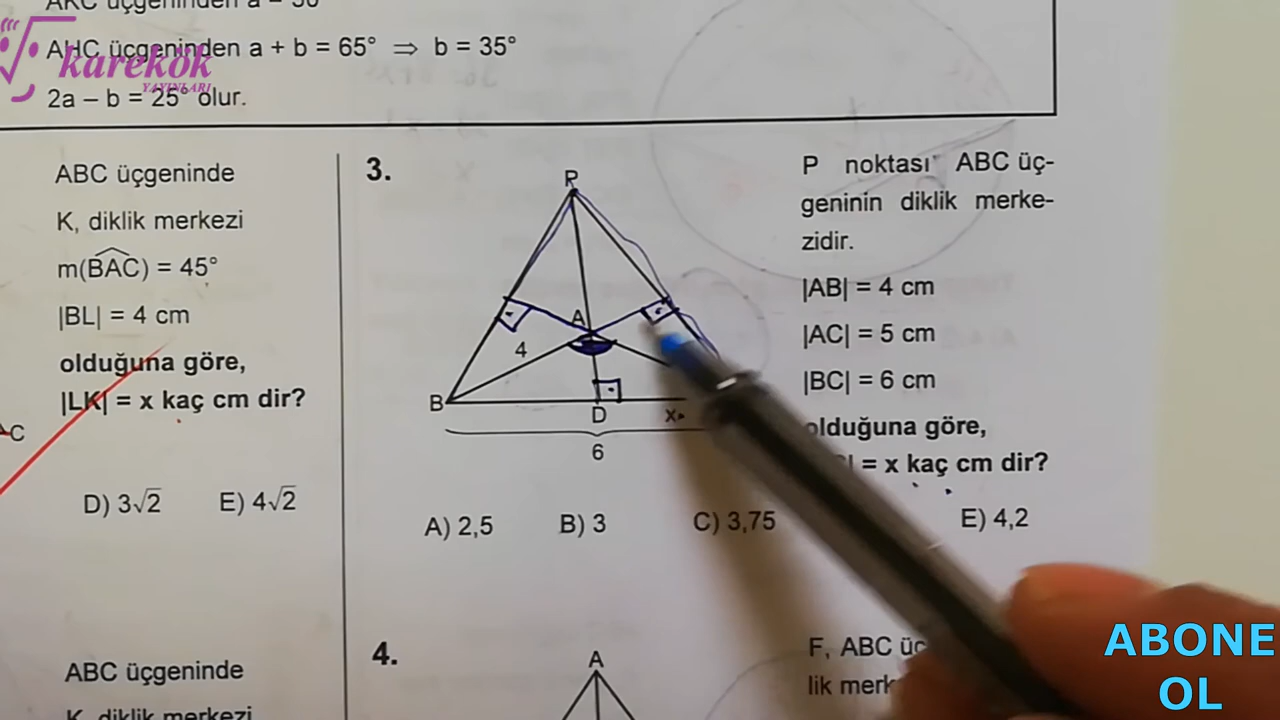 AHC üçgeninden a + b = 65° ⇒ b = 35°
karekök
YAYINLARI
2a – b = 25° olur.
ABC üçgeninde
K, diklik merkezi
m(BAC) = 45°
|BL| = 4 cm
olduğuna göre,
|LK| = x kaç cm dir?
C
D) 3√2 E) 4√2
3.
P
A
4
B
D
x
6
P noktası ABC üç-
geninin diklik merke-
zidir.
|AB| = 4 cm
|AC| = 5 cm
|BC| = 6 cm
olduğuna göre,
= x kaç cm dir?
A) 2,5 B) 3 C) 3,75 E) 4,2
ABC üçgeninde
K, diklik merkezi
4.
A
F, ABC
ABONE
OL